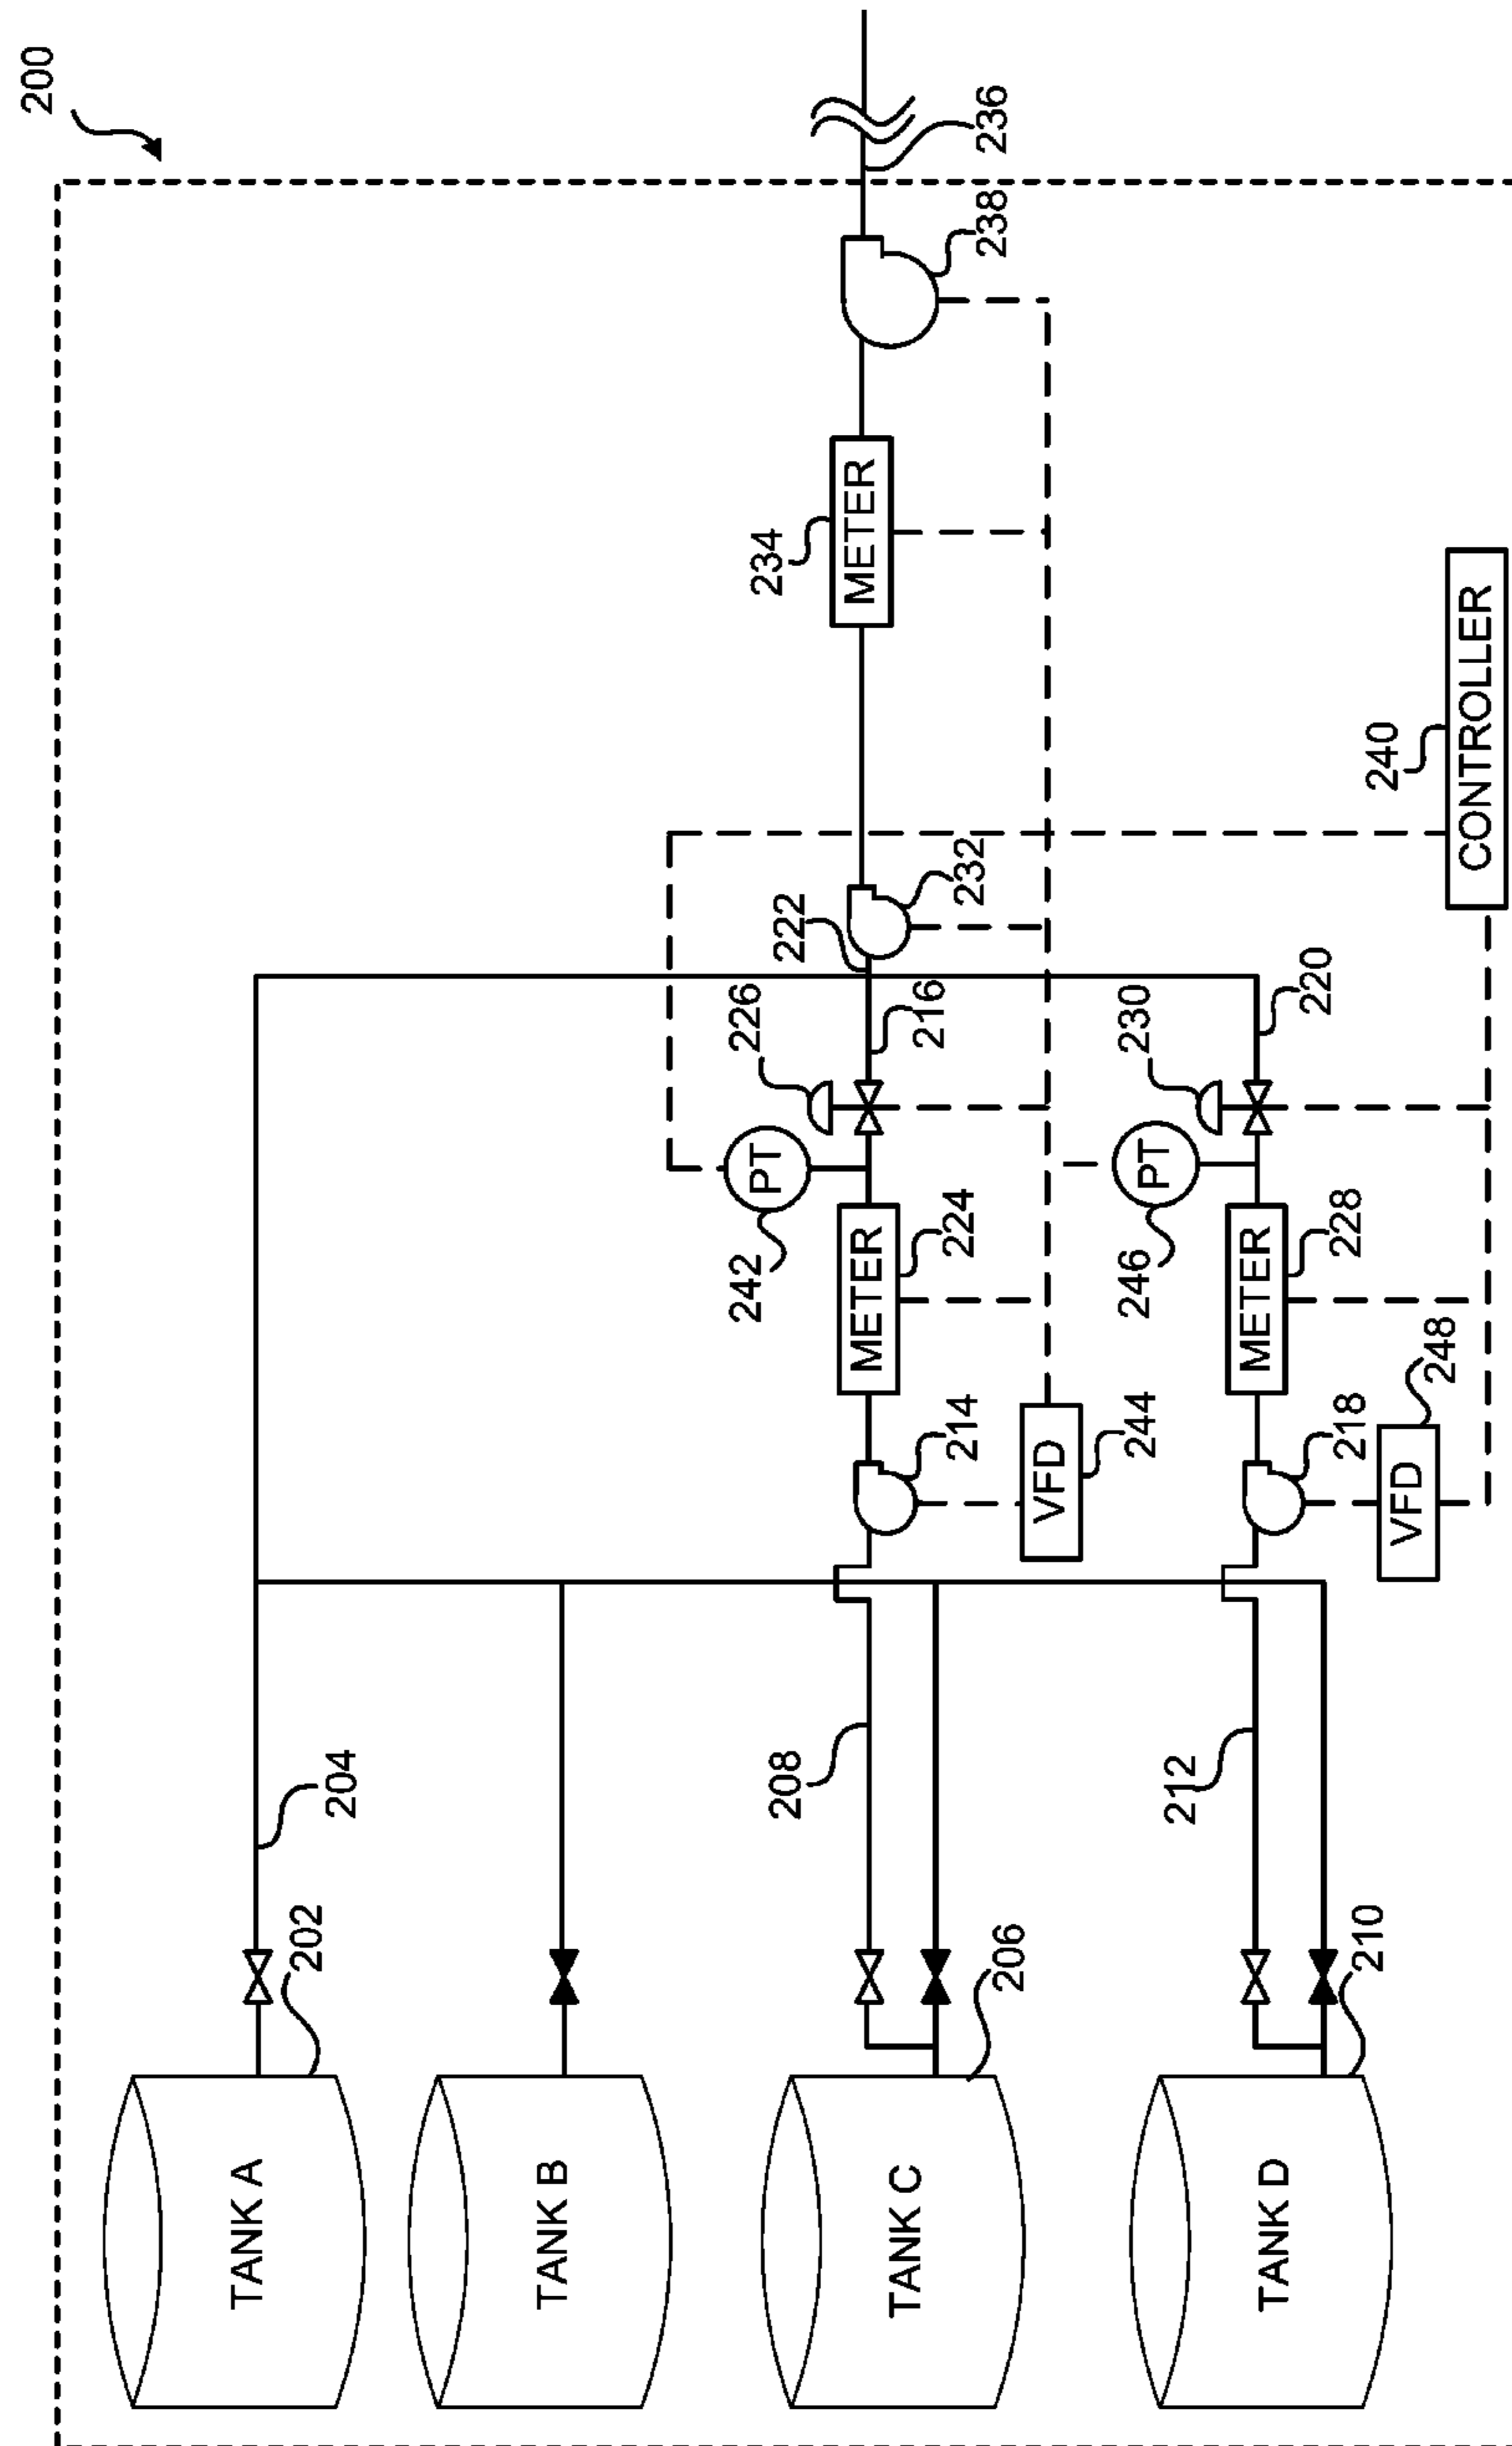 200
TANK A
202
204
TANK B
TANK C
206
208
214
METER
224
PT
242
226
216
222
232
METER
234
238
236
VFD
244
TANK D
210
212
218
METER
228
PT
246
230
220
VFD
248
CONTROLLER
240